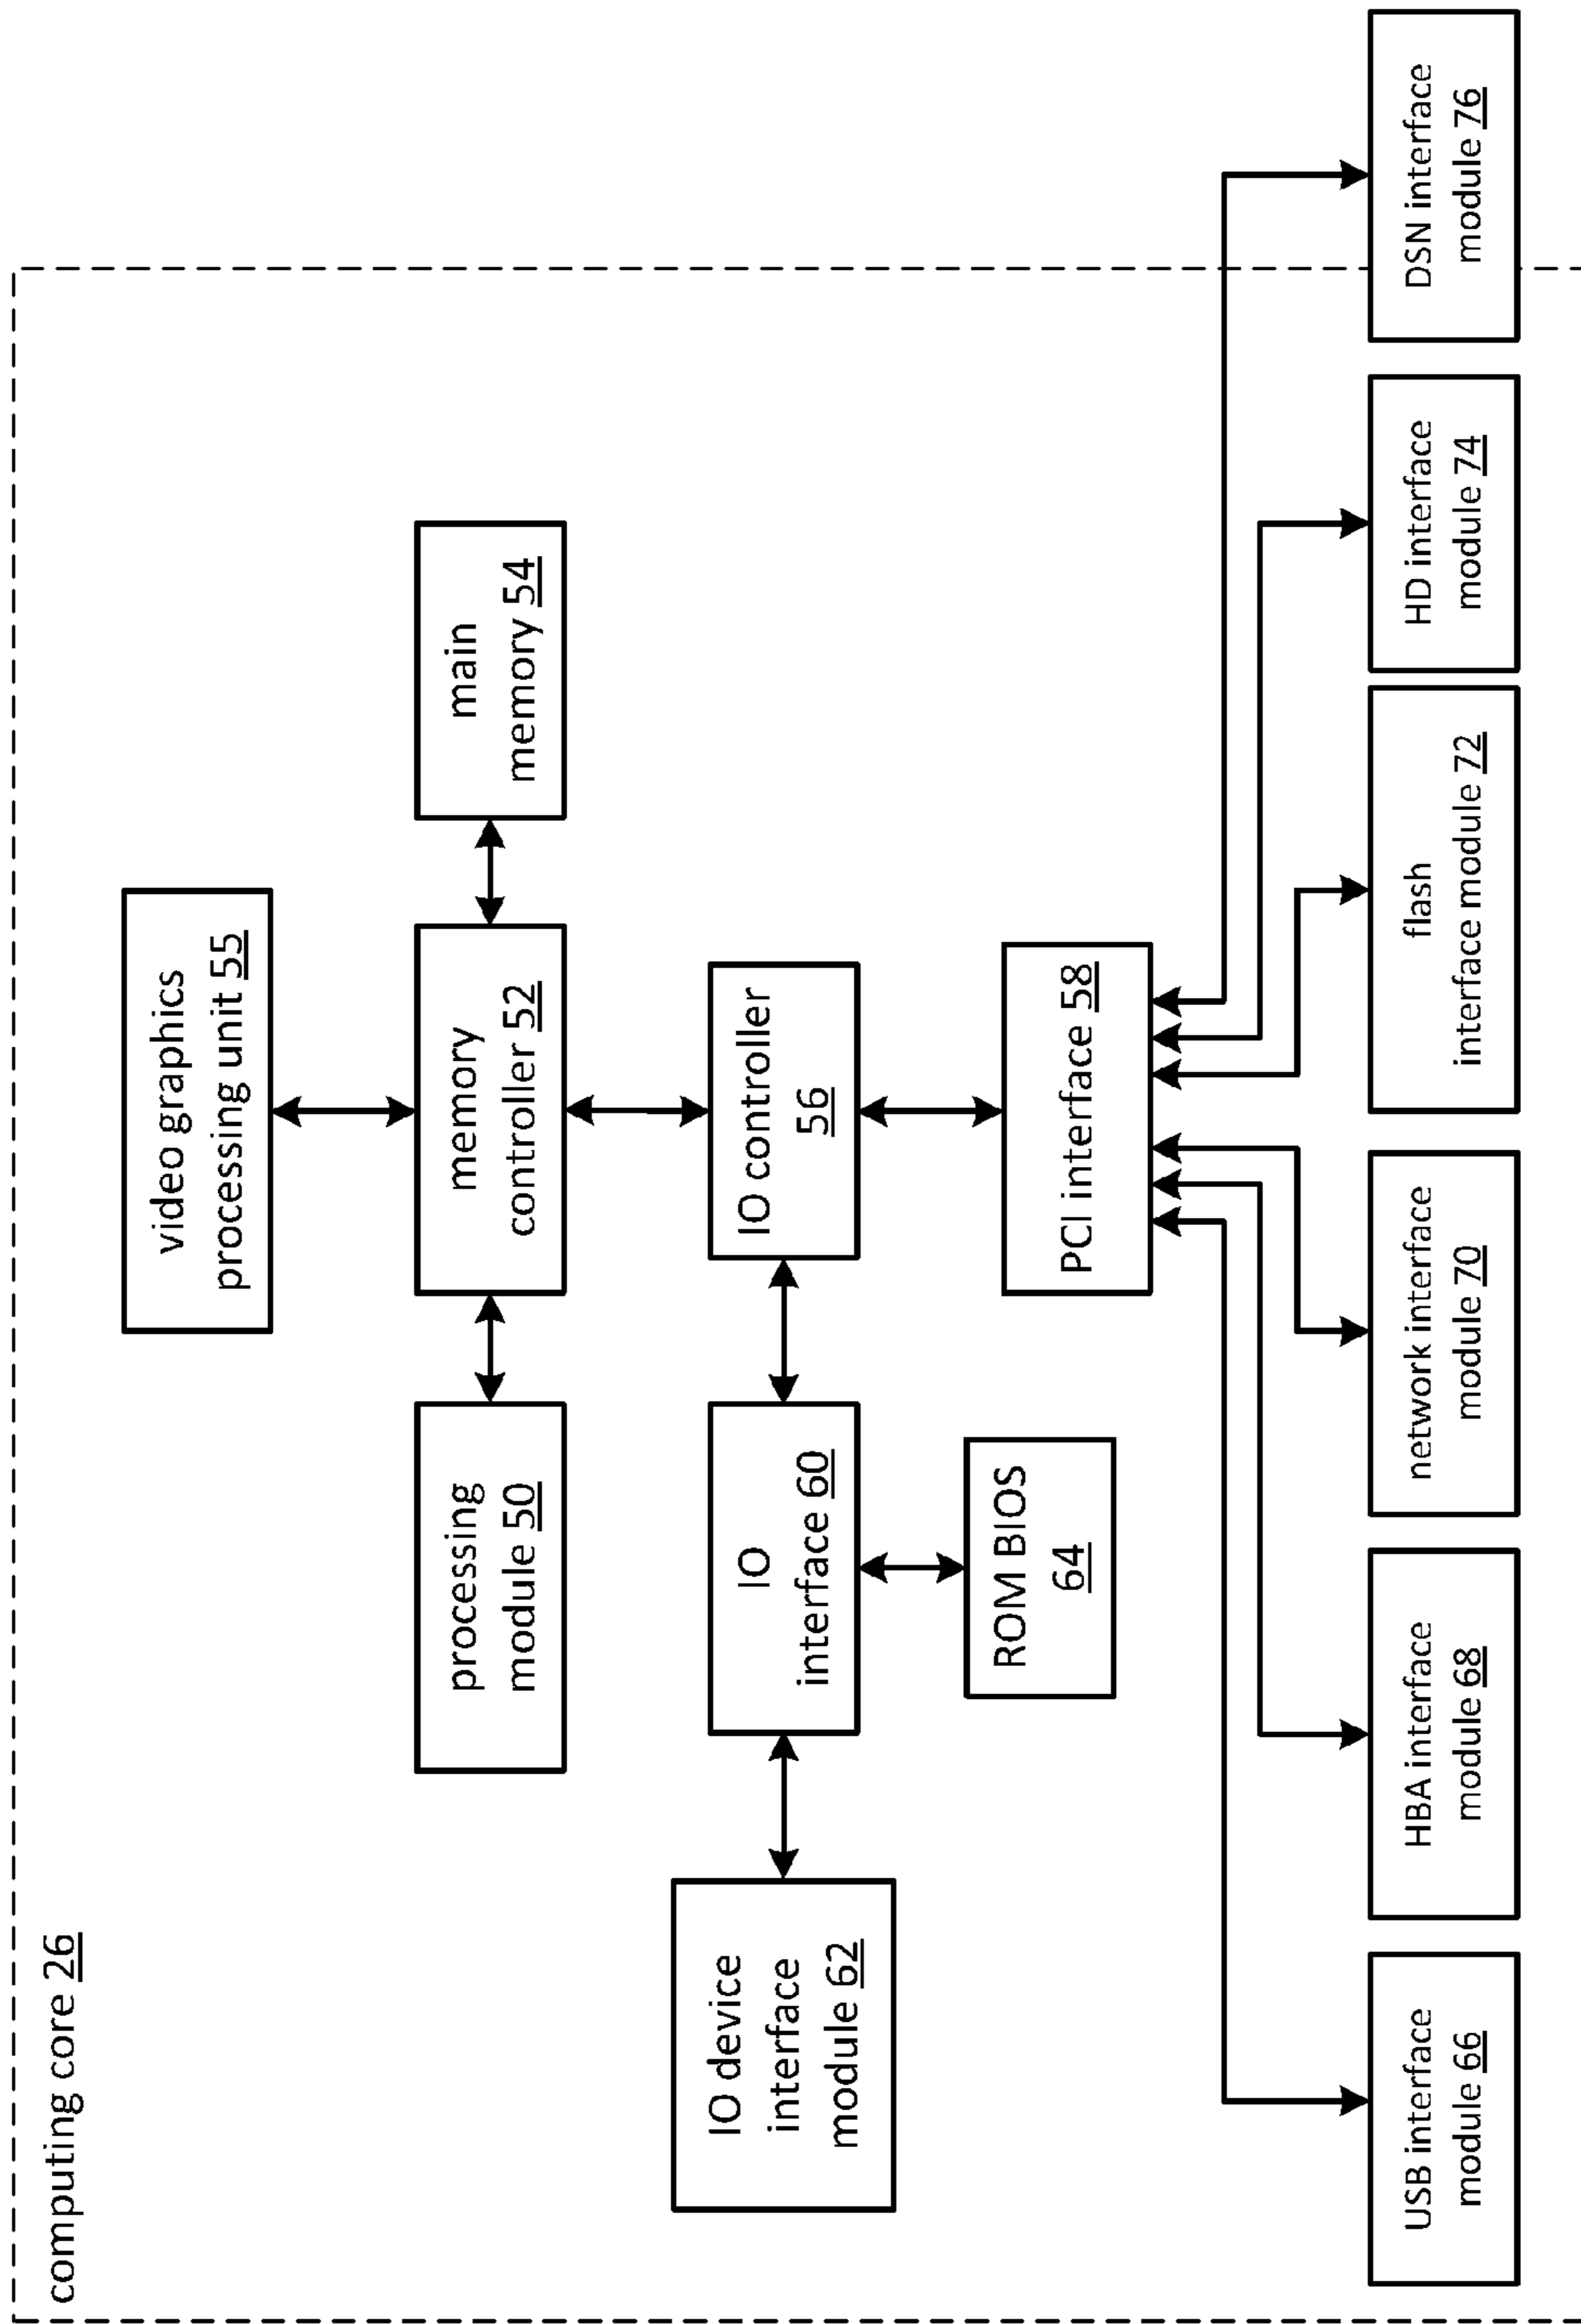 computing core 26
video graphics
processing unit 55
processing
module 50
memory
controller 52
main
memory 54
IO device
interface
module 62
IO
interface 60
IO controller
56
ROM BIOS
64
PCI interface 58
USB interface
module 66
HBA interface
module 68
network interface
module 70
flash
interface module 72
HD interface
module 74
DSN interface
module 76